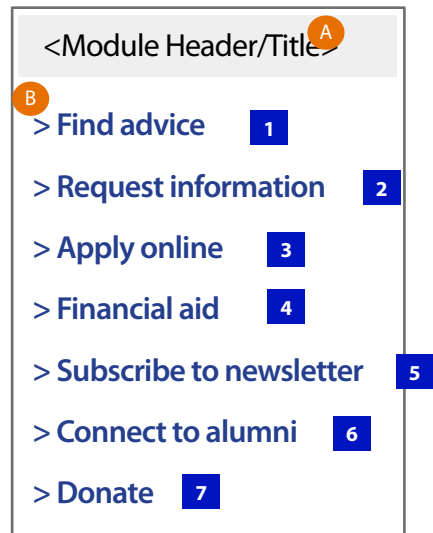 <Module Header/Title>
A
B
> Find advice 1
> Request information 2
> Apply online 3
> Financial aid 4
> Subscribe to newsletter 5
> Connect to alumni 6
> Donate 7